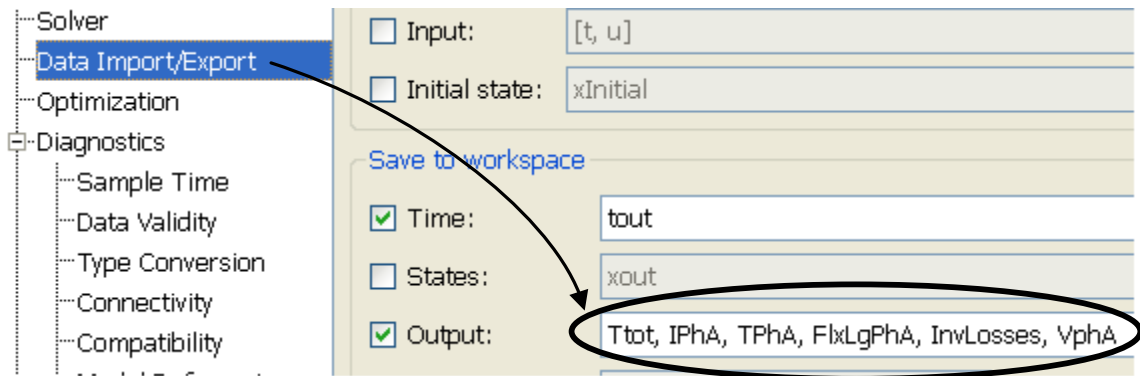 Solver
Data Import/Export
Optimization
Diagnostics
Sample Time
Data Validity
Type Conversion
Connectivity
Compatibility
Input: [t, u]
Initial state: xInitial
Save to workspace
Time: tout
States: xout
Output: Ttot, IPhA, TPhA, FlxLgPhA, InvLosses, VphA